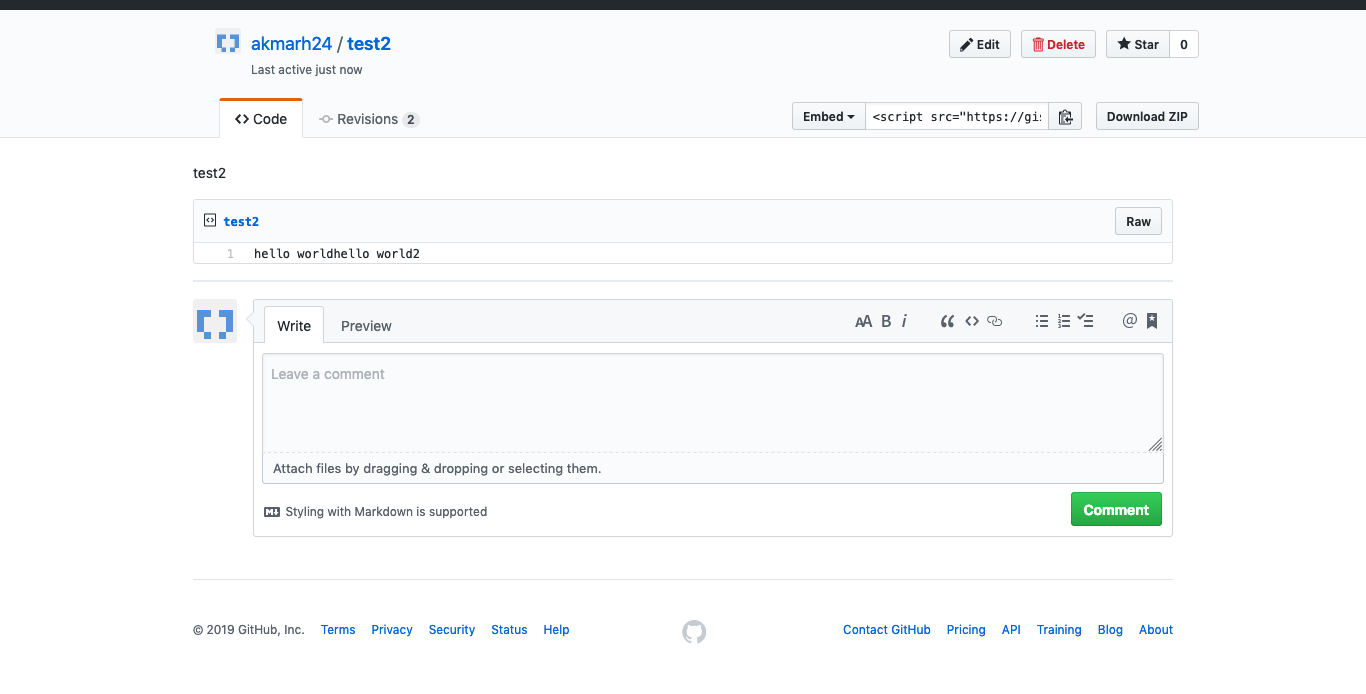 akmarh24 / test2
Edit
Delete
Star
0
Last active just now
Code
Revisions 2
Embed
<script src="https://gis
Download ZIP
test2
test2
Raw
1 hello worldhello world2
Write
Preview
AA B i
Leave a comment
Attach files by dragging & dropping or selecting them.
Styling with Markdown is supported
Comment
© 2019 GitHub, Inc. Terms Privacy Security Status Help
Contact GitHub Pricing API Training Blog About